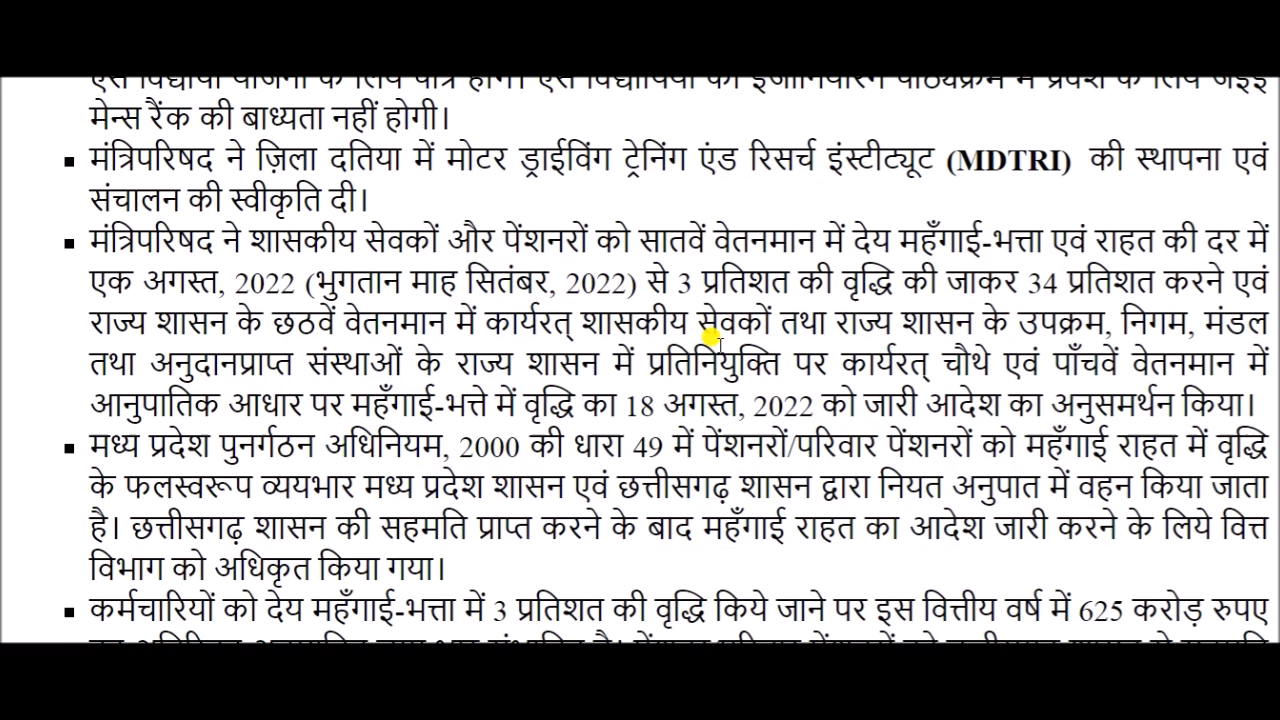 मेन्स रैंक की बाध्यता नहीं होगी।
▪ मंत्रिपरिषद ने ज़िला दतिया में मोटर ड्राईविंग ट्रेनिंग एंड रिसर्च इंस्टीट्यूट (MDTRI) की स्थापना एवं
संचालन की स्वीकृति दी।
▪ मंत्रिपरिषद ने शासकीय सेवकों और पेंशनरों को सातवें वेतनमान में देय महँगाई-भत्ता एवं राहत की दर में
एक अगस्त, 2022 (भुगतान माह सितंबर, 2022) से 3 प्रतिशत की वृद्धि की जाकर 34 प्रतिशत करने एवं
राज्य शासन के छठवें वेतनमान में कार्यरत् शासकीय सेवकों तथा राज्य शासन के उपक्रम, निगम, मंडल
तथा अनुदानप्राप्त संस्थाओं के राज्य शासन में प्रतिनियुक्ति पर कार्यरत् चौथे एवं पाँचवें वेतनमान में
आनुपातिक आधार पर महँगाई-भत्ते में वृद्धि का 18 अगस्त, 2022 को जारी आदेश का अनुसमर्थन किया।
▪ मध्य प्रदेश पुनर्गठन अधिनियम, 2000 की धारा 49 में पेंशनरों/परिवार पेंशनरों को महँगाई राहत में वृद्धि
के फलस्वरूप व्ययभार मध्य प्रदेश शासन एवं छत्तीसगढ़ शासन द्वारा नियत अनुपात में वहन किया जाता
है। छत्तीसगढ़ शासन की सहमति प्राप्त करने के बाद महँगाई राहत का आदेश जारी करने के लिये वित्त
विभाग को अधिकृत किया गया।
▪ कर्मचारियों को देय महँगाई-भत्ता में 3 प्रतिशत की वृद्धि किये जाने पर इस वित्तीय वर्ष में 625 करोड़ रुपए